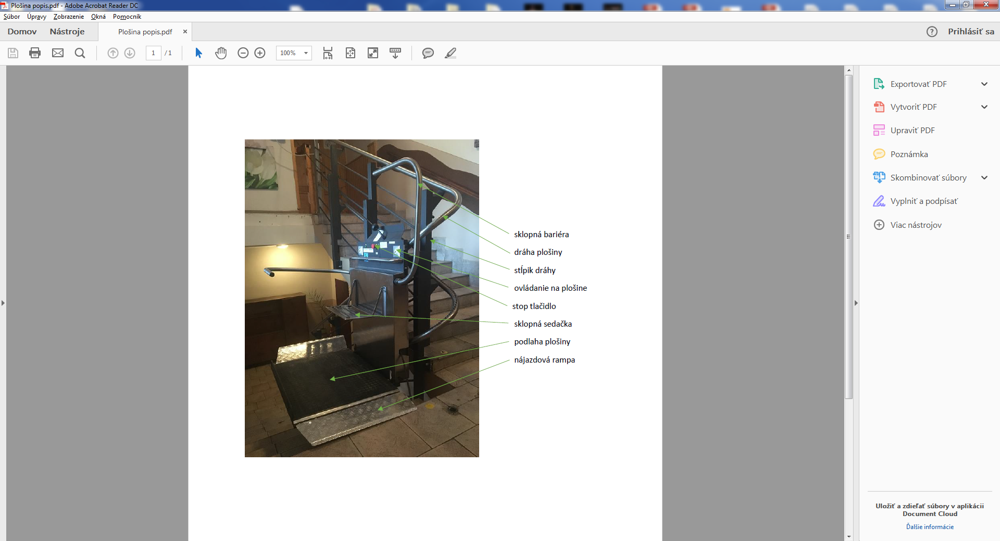 Plošina popis.pdf - Adobe Acrobat Reader DC
Súbor Úpravy Zobrazenie Okná Pomocník
Domov Nástroje Plošina popis.pdf × Prihlásiť sa
1 / 1 100%
sklopná bariéra
dráha plošiny
stĺpik dráhy
ovládanie na plošine
stop tlačidlo
sklopná sedačka
podlaha plošiny
nájazdová rampa
Exportovať PDF
Vytvoriť PDF
Upraviť PDF
Poznámka
Skombinovať súbory
Vyplniť a podpísať
Viac nástrojov
Uložiť a zdieľať súbory v aplikácii
Document Cloud
Ďalšie informácie